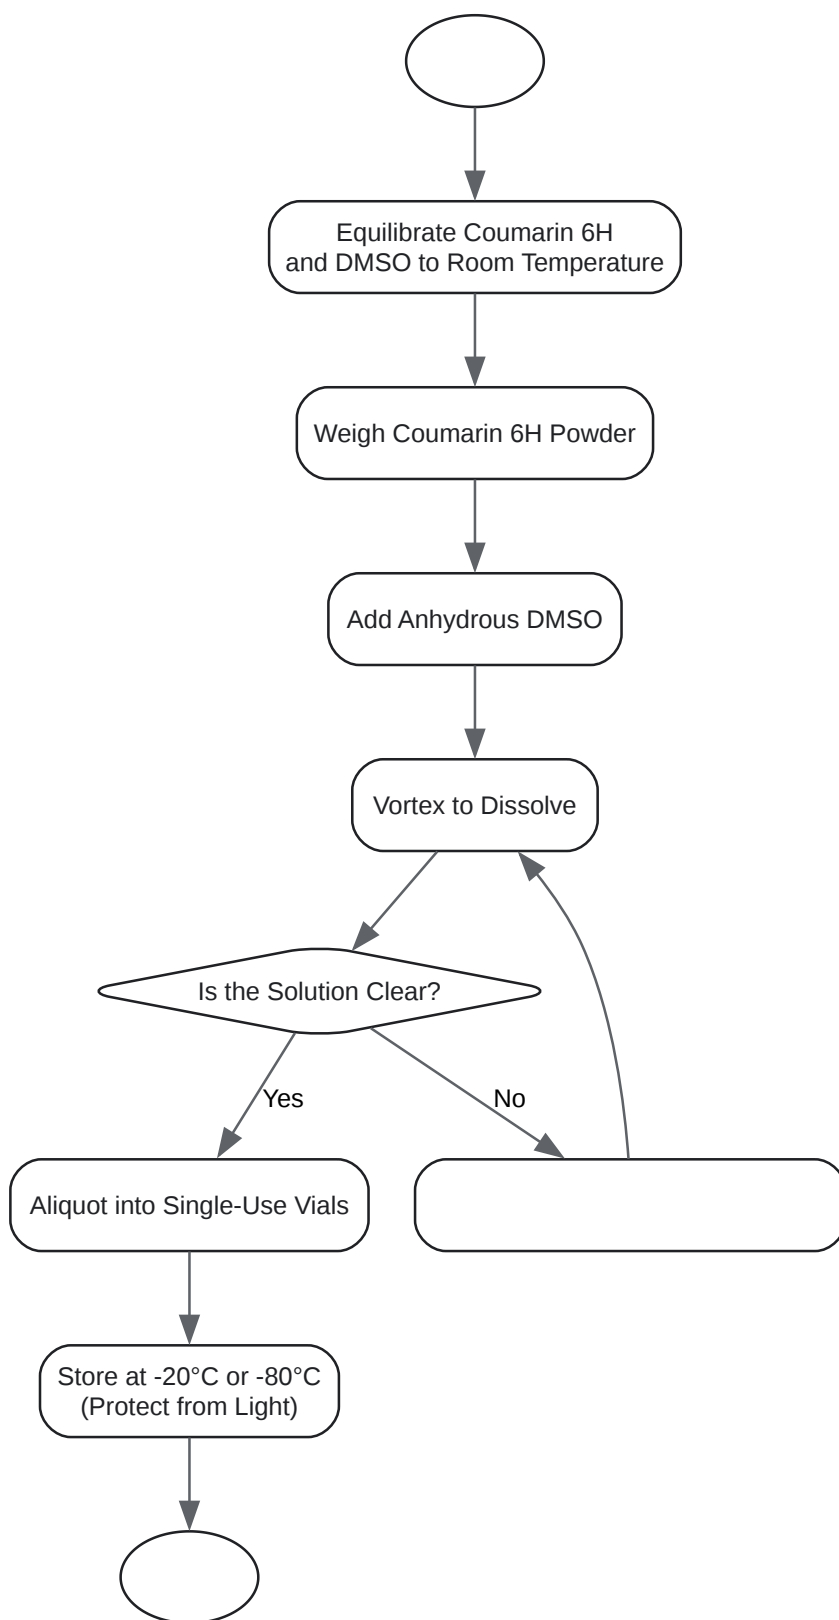 Equilibrate Coumarin 6H
and DMSO to Room Temperature
Weigh Coumarin 6H Powder
Add Anhydrous DMSO
Vortex to Dissolve
Is the Solution Clear?
Yes
No
Aliquot into Single-Use Vials
Store at -20°C or -80°C
(Protect from Light)